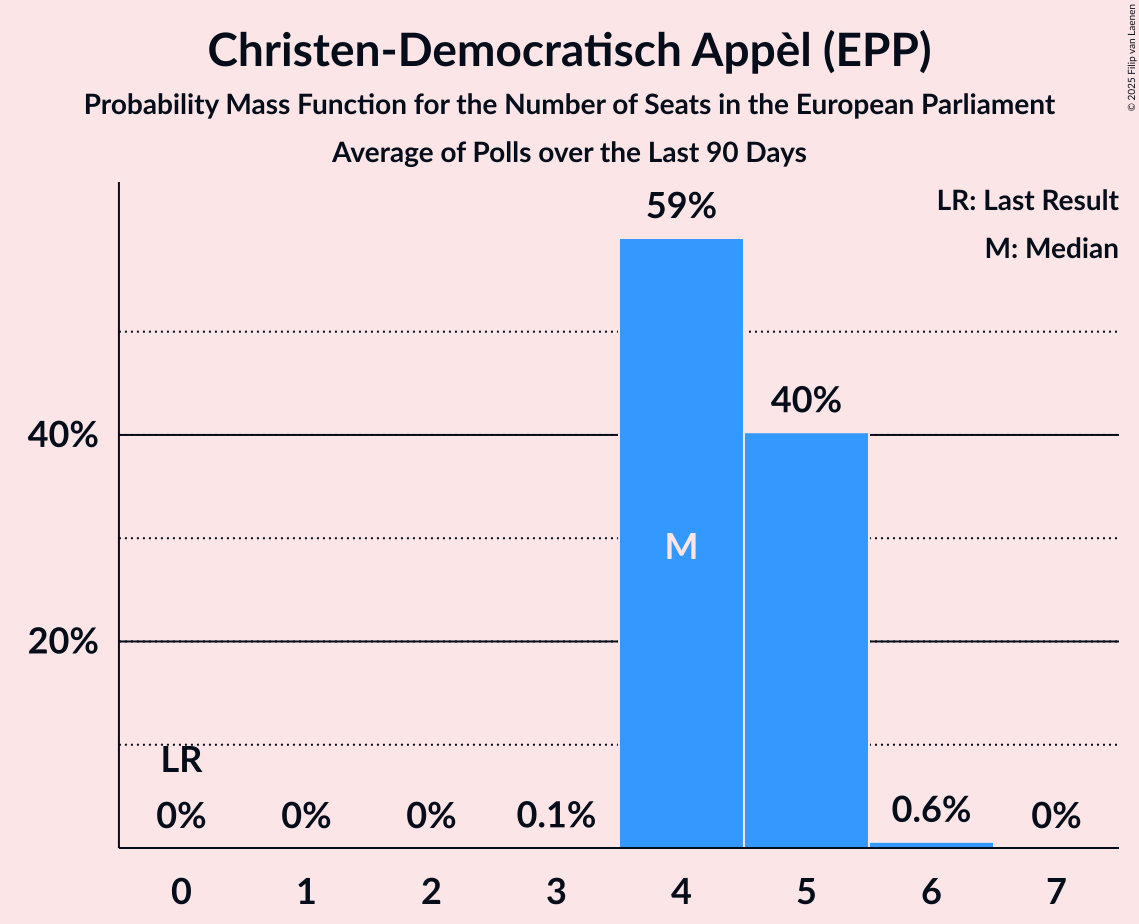 Christen-Democratisch Appèl (EPP)
Probability Mass Function for the Number of Seats in the European Parliament
Average of Polls over the Last 90 Days
© 2025 Filip van Laenen
LR: Last Result
M: Median
59%
40%
40%
M
20%
LR
0%
0%
0%
0.1%
0.6%
0%
0 1 2 3 4 5 6 7